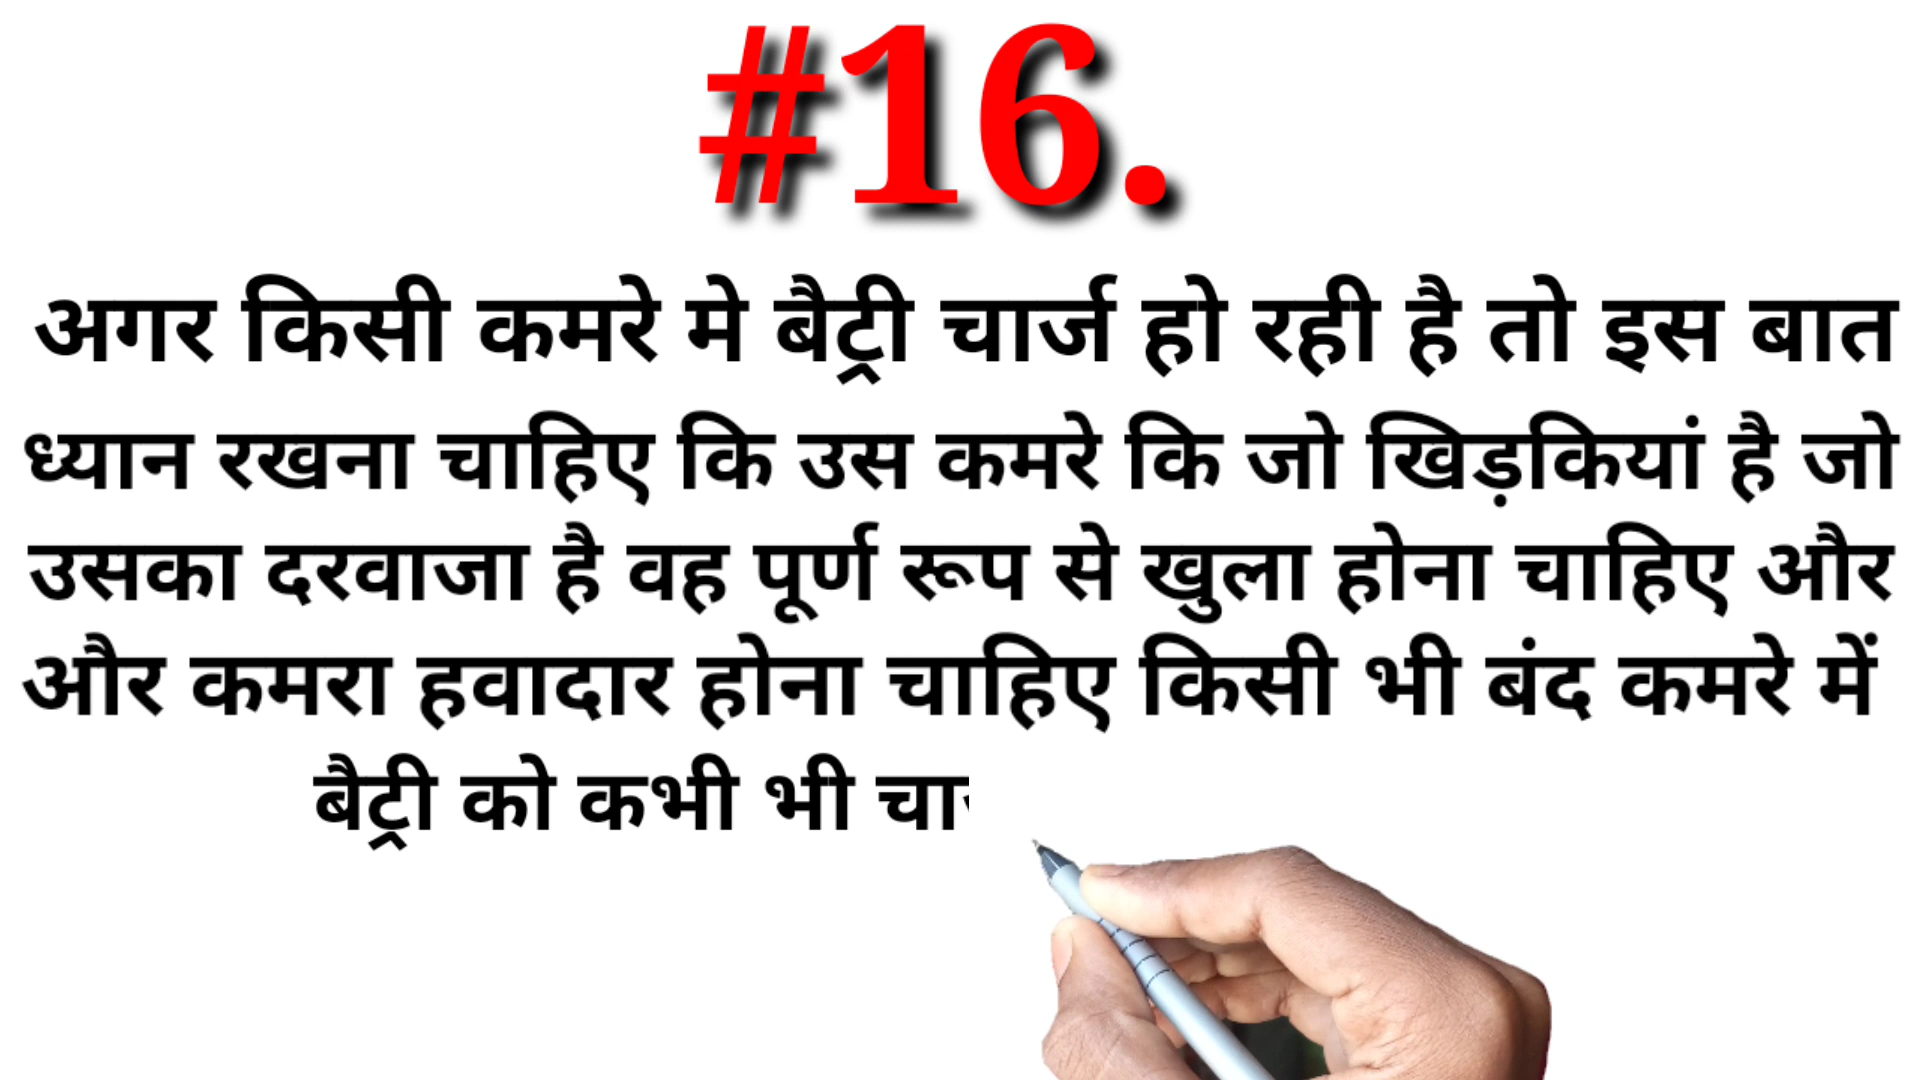 #16.
अगर किसी कमरे मे बैट्री चार्ज हो रही है तो इस बात
ध्यान रखना चाहिए कि उस कमरे कि जो खिड़कियां है जो
उसका दरवाजा है वह पूर्ण रूप से खुला होना चाहिए और
और कमरा हवादार होना चाहिए किसी भी बंद कमरे में
बैट्री को कभी भी